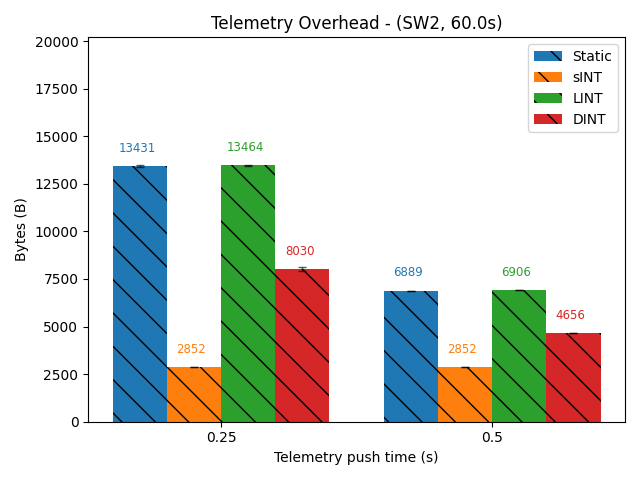 Telemetry Overhead - (SW2, 60.0s)
Bytes (B)
20000
17500
15000
12500
10000
7500
5000
2500
0
Static
sINT
LINT
DINT
13431
2852
13464
8030
6889
2852
6906
4656
0.25
0.5
Telemetry push time (s)